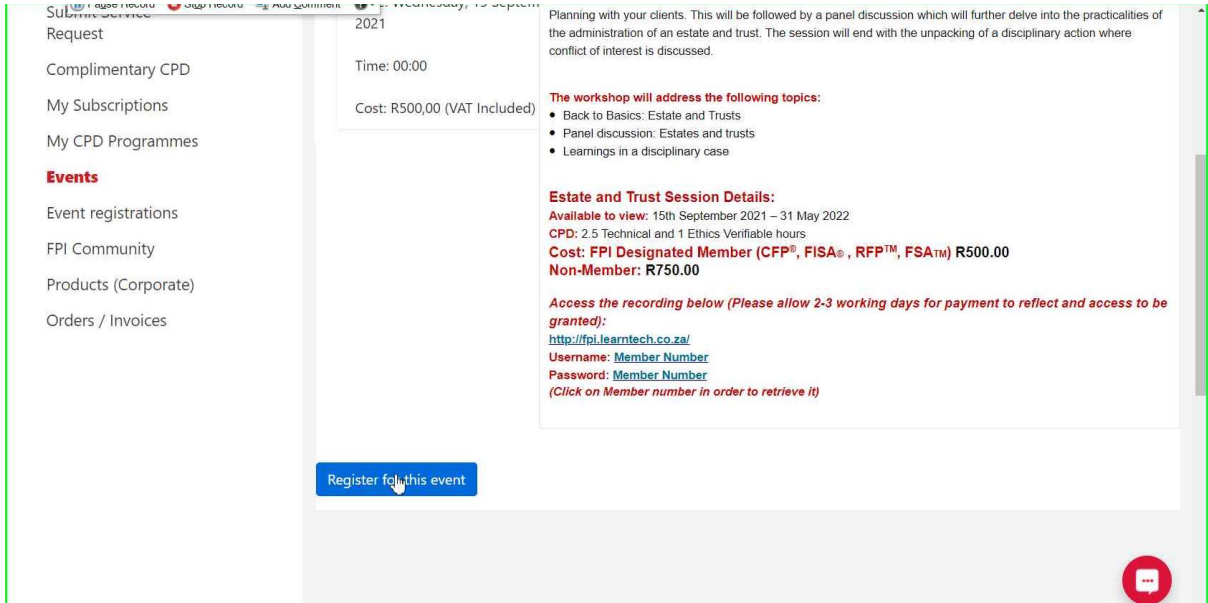 Submit Service
Request
Complimentary CPD
My Subscriptions
My CPD Programmes
Events
Event registrations
FPI Community
Products (Corporate)
Orders / Invoices
Pause Record Stop Record Add Comment
2021
Time: 00:00
Cost: R500,00 (VAT Included)
Planning with your clients. This will be followed by a panel discussion which will further delve into the practicalities of
the administration of an estate and trust. The session will end with the unpacking of a disciplinary action where
conflict of interest is discussed.
The workshop will address the following topics:
• Back to Basics: Estate and Trusts
• Panel discussion: Estates and trusts
• Learnings in a disciplinary case
Estate and Trust Session Details:
Available to view: 15th September 2021 – 31 May 2022
CPD: 2.5 Technical and 1 Ethics Verifiable hours
Cost: FPI Designated Member (CFP®, FISA® , RFP™, FSA™) R500.00
Non-Member: R750.00
Access the recording below (Please allow 2-3 working days for payment to reflect and access to be
granted):
http://fpi.learntech.co.za/
Username: Member Number
Password: Member Number
(Click on Member number in order to retrieve it)
Register for this event